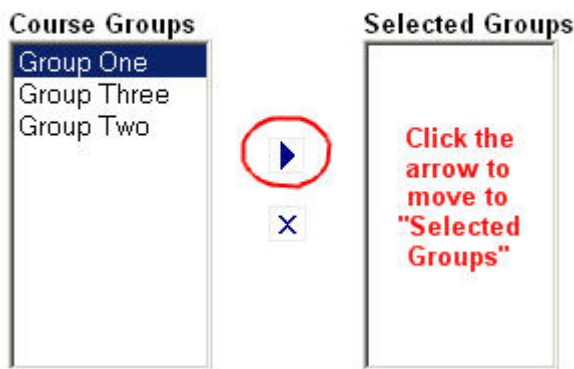 Course Groups
Selected Groups
Group One
Group Three
Group Two
Click the
arrow to
move to
"Selected
Groups"